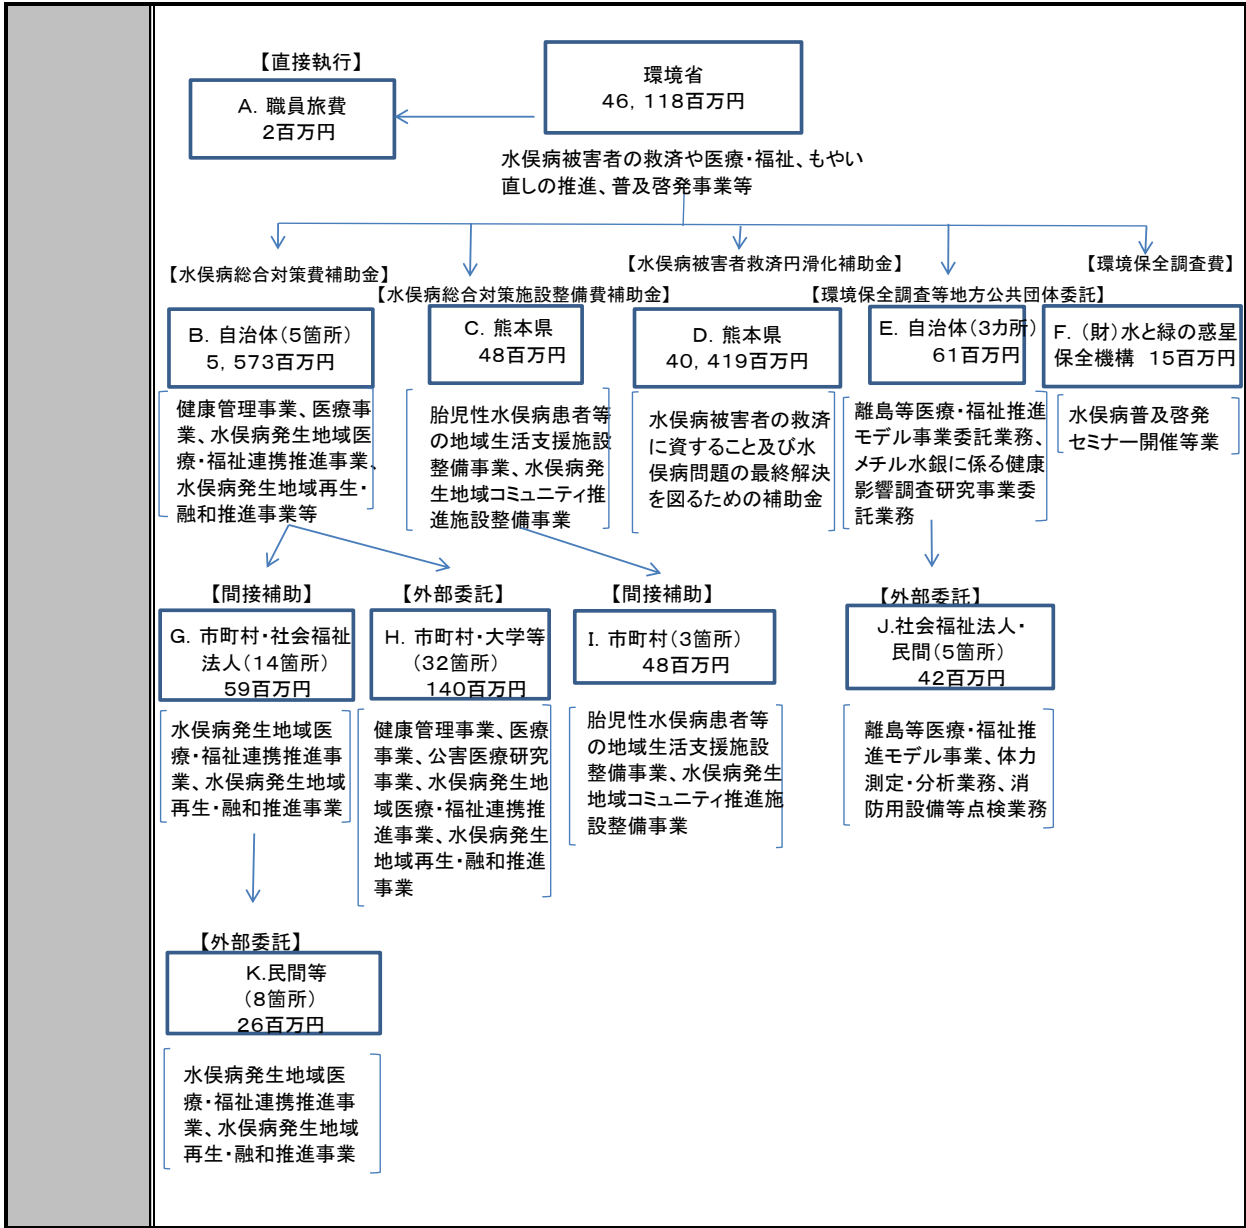 【直接執行】
A. 職員旅費
2百万円
環境省
46, 118百万円
水俣病被害者の救済や医療・福祉、もやい
直しの推進、普及啓発事業等
【水俣病総合対策費補助金】
B. 自治体(5箇所)
5, 573百万円
健康管理事業、医療事
業、水俣病発生地域医
療・福祉連携推進事業、
水俣病発生地域再生・
融和推進事業等
【水俣病総合対策施設整備費補助金】
C. 熊本県
48百万円
胎児性水俣病患者等
の地域生活支援施設
整備事業、水俣病発
生地域コミュニティ推
進施設整備事業
【水俣病被害者救済円滑化補助金】
D. 熊本県
40, 419百万円
水俣病被害者の救済
に資すること及び水
俣病問題の最終解決
を図るための補助金
【環境保全調査等地方公共団体委託】
E. 自治体(3カ所)
61百万円
離島等医療・福祉推進
モデル事業委託業務、
メチル水銀に係る健康
影響調査研究事業委
託業務
【環境保全調査費】
F. (財)水と緑の惑星
保全機構 15百万円
水俣病普及啓発
セミナー開催等業
【間接補助】
G. 市町村・社会福祉
法人(14箇所)
59百万円
水俣病発生地域医
療・福祉連携推進事
業、水俣病発生地域
再生・融和推進事業
【外部委託】
H. 市町村・大学等
(32箇所)
140百万円
健康管理事業、医療
事業、公害医療研究
事業、水俣病発生地
域医療・福祉連携推
進事業、水俣病発生
地域再生・融和推進
事業
【間接補助】
I. 市町村(3箇所)
48百万円
胎児性水俣病患者等
の地域生活支援施設
整備事業、水俣病発生
地域コミュニティ推進施
設整備事業
【外部委託】
J.社会福祉法人・
民間(5箇所)
42百万円
離島等医療・福祉推
進モデル事業、体力
測定・分析業務、消
防用設備等点検業務
【外部委託】
K.民間等
(8箇所)
26百万円
水俣病発生地域医
療・福祉連携推進事
業、水俣病発生地域
再生・融和推進事業